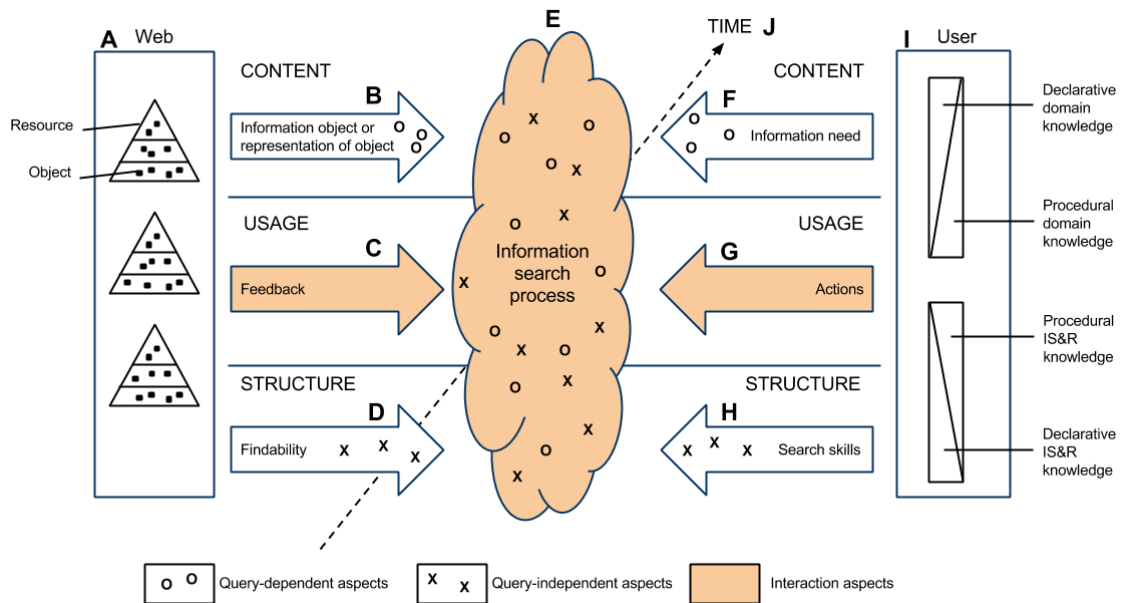 A Web
Resource
Object
CONTENT
B
Information object or
representation of object
USAGE
C
Feedback
STRUCTURE
D
Findability
E
Information
search
process
TIME J
CONTENT
F
Information need
USAGE
G
Actions
STRUCTURE
H
Search skills
I User
Declarative
domain
knowledge
Procedural
domain
knowledge
Procedural
IS&R
knowledge
Declarative
IS&R
knowledge
Query-dependent aspects
Query-independent aspects
Interaction aspects